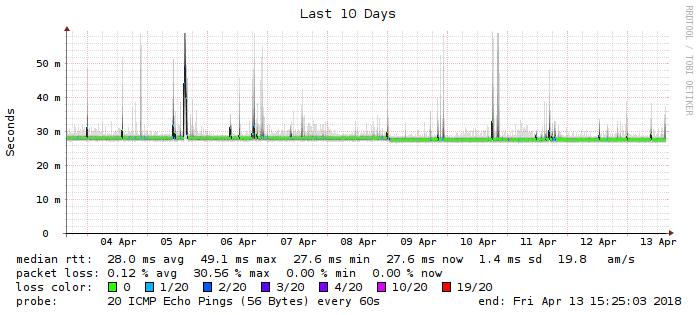 Last 10 Days
RRDTOOL / TOBI OETIKER
Seconds
50 m
40 m
30 m
20 m
10 m
0
04 Apr 05 Apr 06 Apr 07 Apr 08 Apr 09 Apr 10 Apr 11 Apr 12 Apr 13 Apr
median rtt: 28.0 ms avg 49.1 ms max 27.6 ms min 27.6 ms now 1.4 ms sd 19.8 am/s
packet loss: 0.12 % avg 30.56 % max 0.00 % min 0.00 % now
loss color: 0 1/20 2/20 3/20 4/20 10/20 19/20
probe: 20 ICMP Echo Pings (56 Bytes) every 60s end: Fri Apr 13 15:25:03 2018